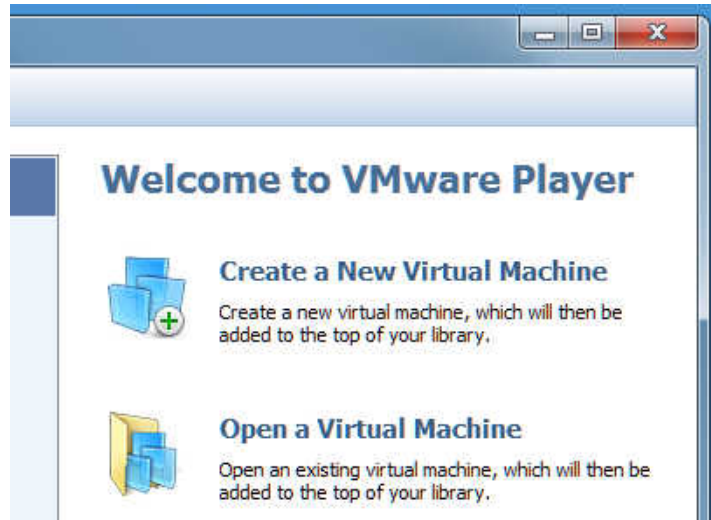 Welcome to VMware Player
Create a New Virtual Machine
Create a new virtual machine, which will then be
added to the top of your library.
Open a Virtual Machine
Open an existing virtual machine, which will then be
added to the top of your library.